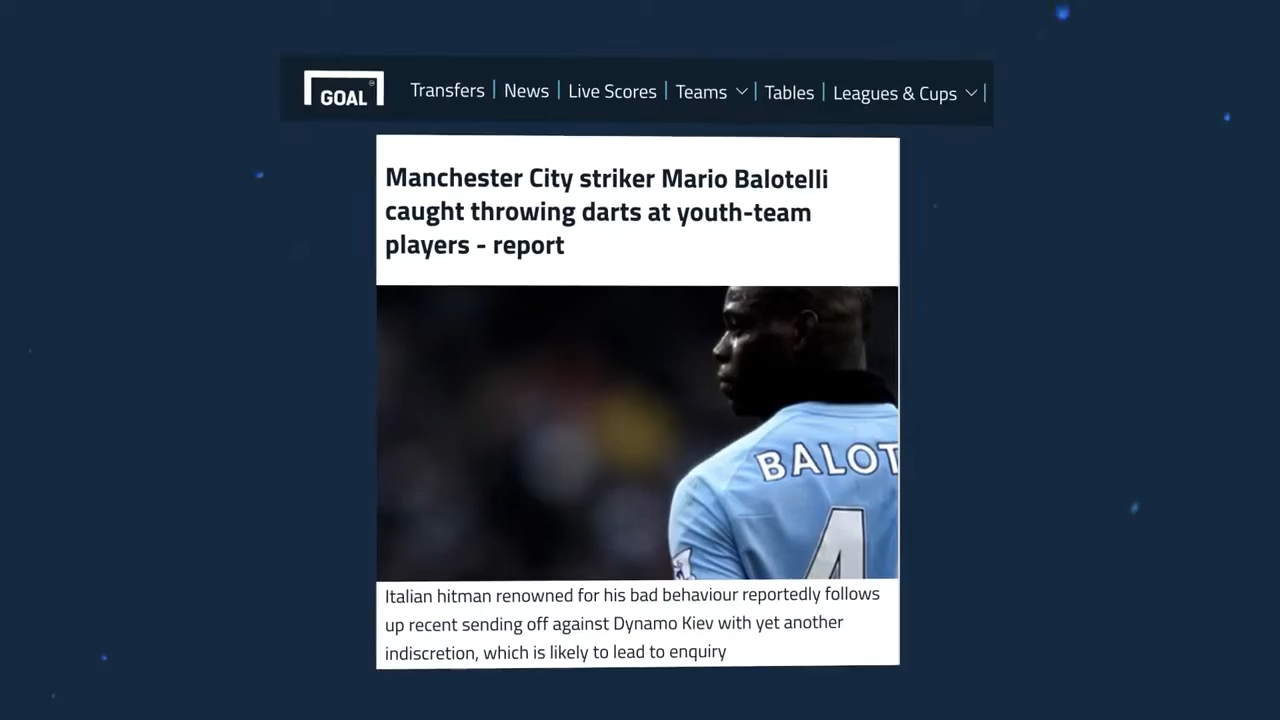 GOAL Transfers | News | Live Scores | Teams | Tables | Leagues & Cups |
Manchester City striker Mario Balotelli
caught throwing darts at youth-team
players - report
BALOT
4
Italian hitman renowned for his bad behaviour reportedly follows
up recent sending off against Dynamo Kiev with yet another
indiscretion, which is likely to lead to enquiry